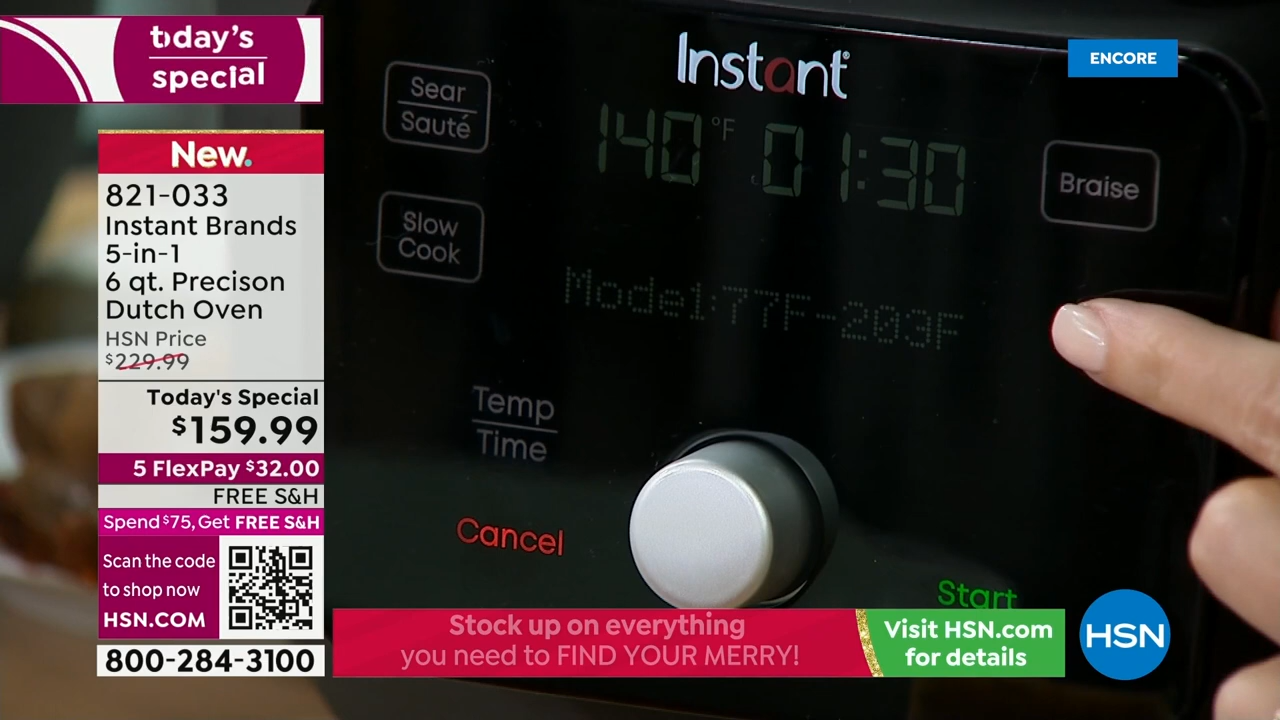 today's
special
ENCORE
New.
821-033
Instant Brands
5-in-1
6 qt. Precison
Dutch Oven
HSN Price
$229.99
Today's Special
$159.99
5 FlexPay $32.00
FREE S&H
Spend $75, Get FREE S&H
Scan the code
to shop now
HSN.COM
800-284-3100
Instant®
Sear
Sauté
140°F 01:30
Braise
Slow
Cook
Mode1:77F-203F
Temp
Time
Cancel
Start
Stock up on everything
you need to FIND YOUR MERRY!
Visit HSN.com
for details
HSN